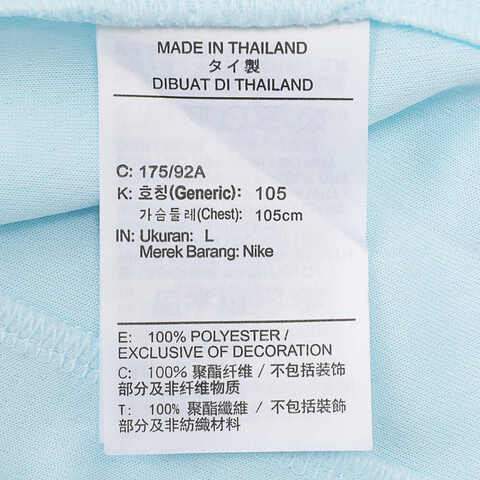 MADE IN THAILAND
タイ製
DIBUAT DI THAILAND
C: 175/92A
K: 호칭(Generic): 105
가슴둘레(Chest): 105cm
IN: Ukuran: L
Merek Barang: Nike
E: 100% POLYESTER /
EXCLUSIVE OF DECORATION
C: 100% 聚酯纤维 / 不包括装饰
部分及非纤维物质
T: 100% 聚酯纖維 / 不包括裝飾
部分及非紡織材料